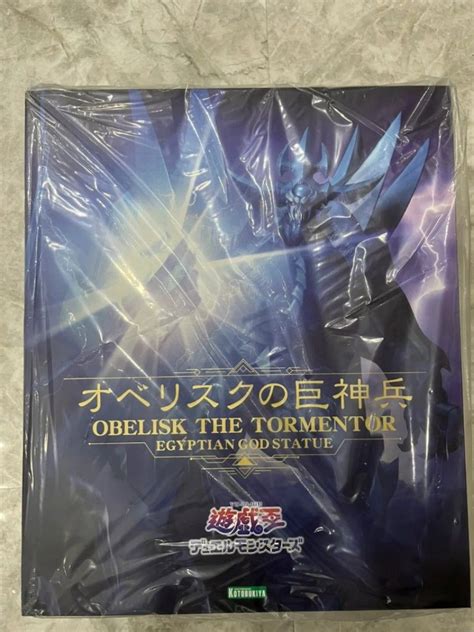 オベリスクの巨神兵
OBELISK THE TORMENTOR
EGYPTIAN GOD STATUE
遊戯王
デュエルモンスターズ
KOTOBUKIYA